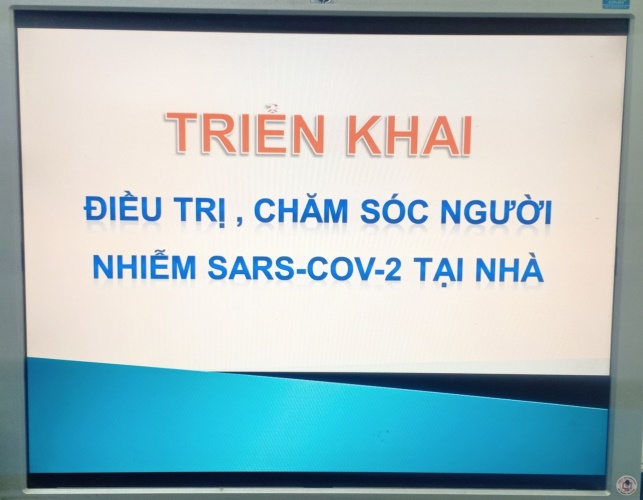 TRIỂN KHAI
ĐIỀU TRỊ , CHĂM SÓC NGƯỜI
NHIỄM SARS-COV-2 TẠI NHÀ